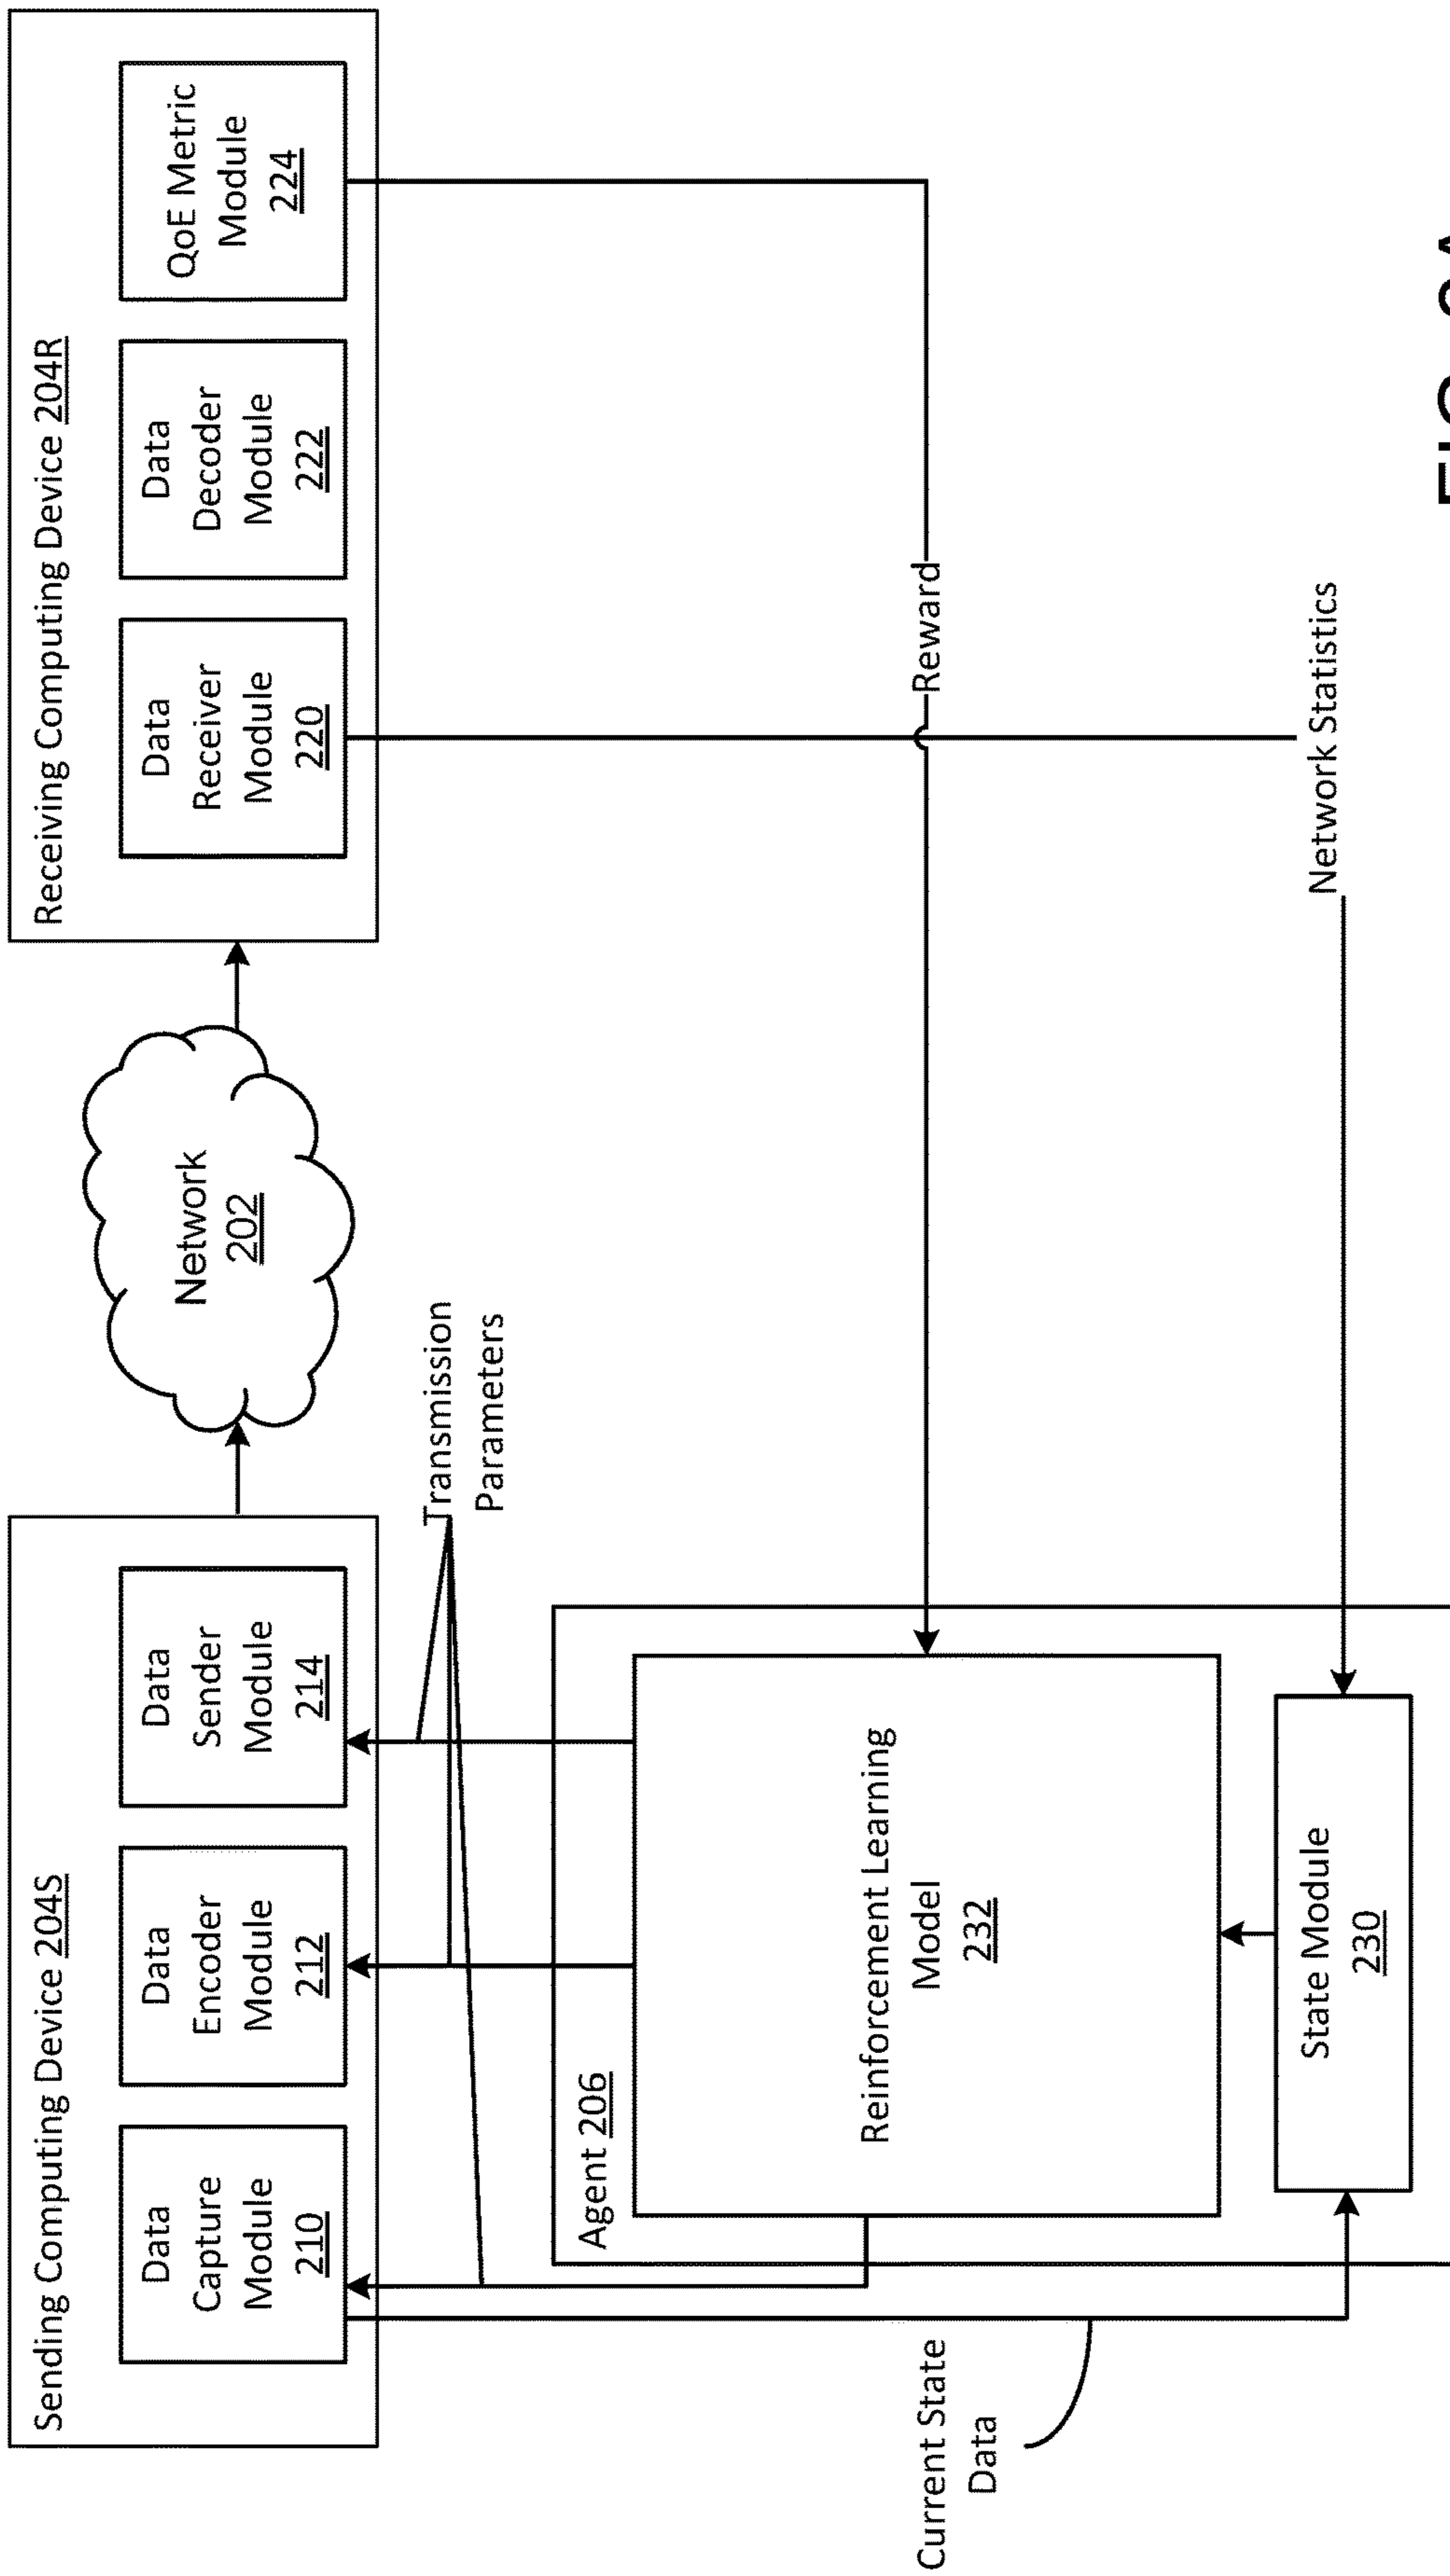 Sending Computing Device 204S
Data
Capture
Module
210
Data
Encoder
Module
212
Data
Sender
Module
214
Network
202
Receiving Computing Device 204R
Data
Receiver
Module
220
Data
Decoder
Module
222
QoE Metric
Module
224
Transmission
Parameters
Agent 206
Reinforcement Learning
Model
232
Reward
Current State
Data
State Module
230
Network Statistics